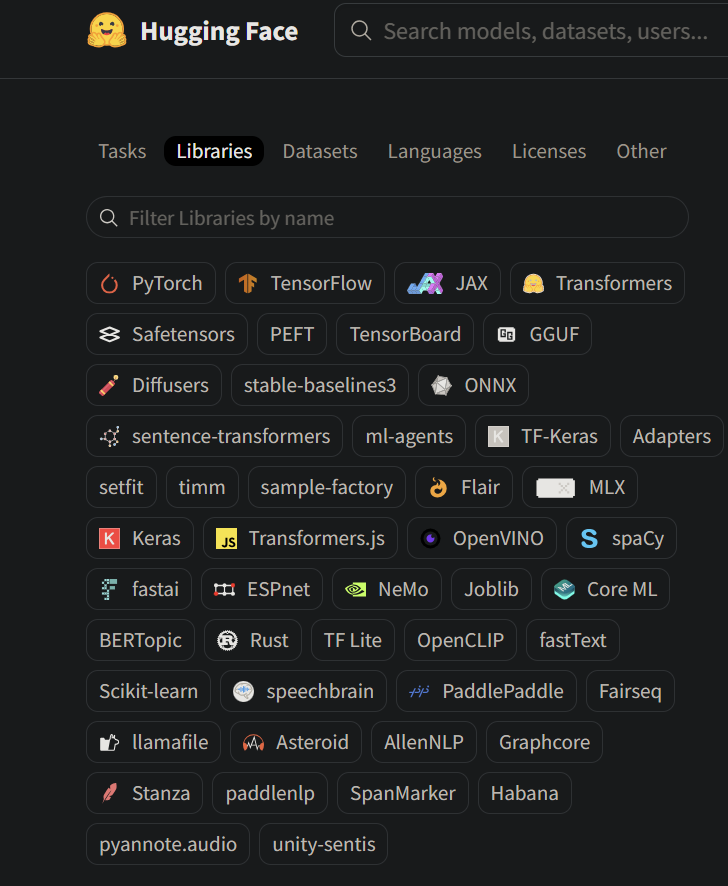 Hugging Face Search models, datasets, users...
Tasks Libraries Datasets Languages Licenses Other
Filter Libraries by name
PyTorch TensorFlow JAX Transformers
Safetensors PEFT TensorBoard GGUF
Diffusers stable-baselines3 ONNX
sentence-transformers ml-agents K TF-Keras Adapters
setfit timm sample-factory Flair MLX
K Keras JS Transformers.js OpenVINO S spaCy
fastai ESPnet NeMo Joblib Core ML
BERTopic Rust TF Lite OpenCLIP fastText
Scikit-learn speechbrain PaddlePaddle Fairseq
llamafile Asteroid AllenNLP Graphcore
Stanza paddlenlp SpanMarker Habana
pyannote.audio unity-sentis